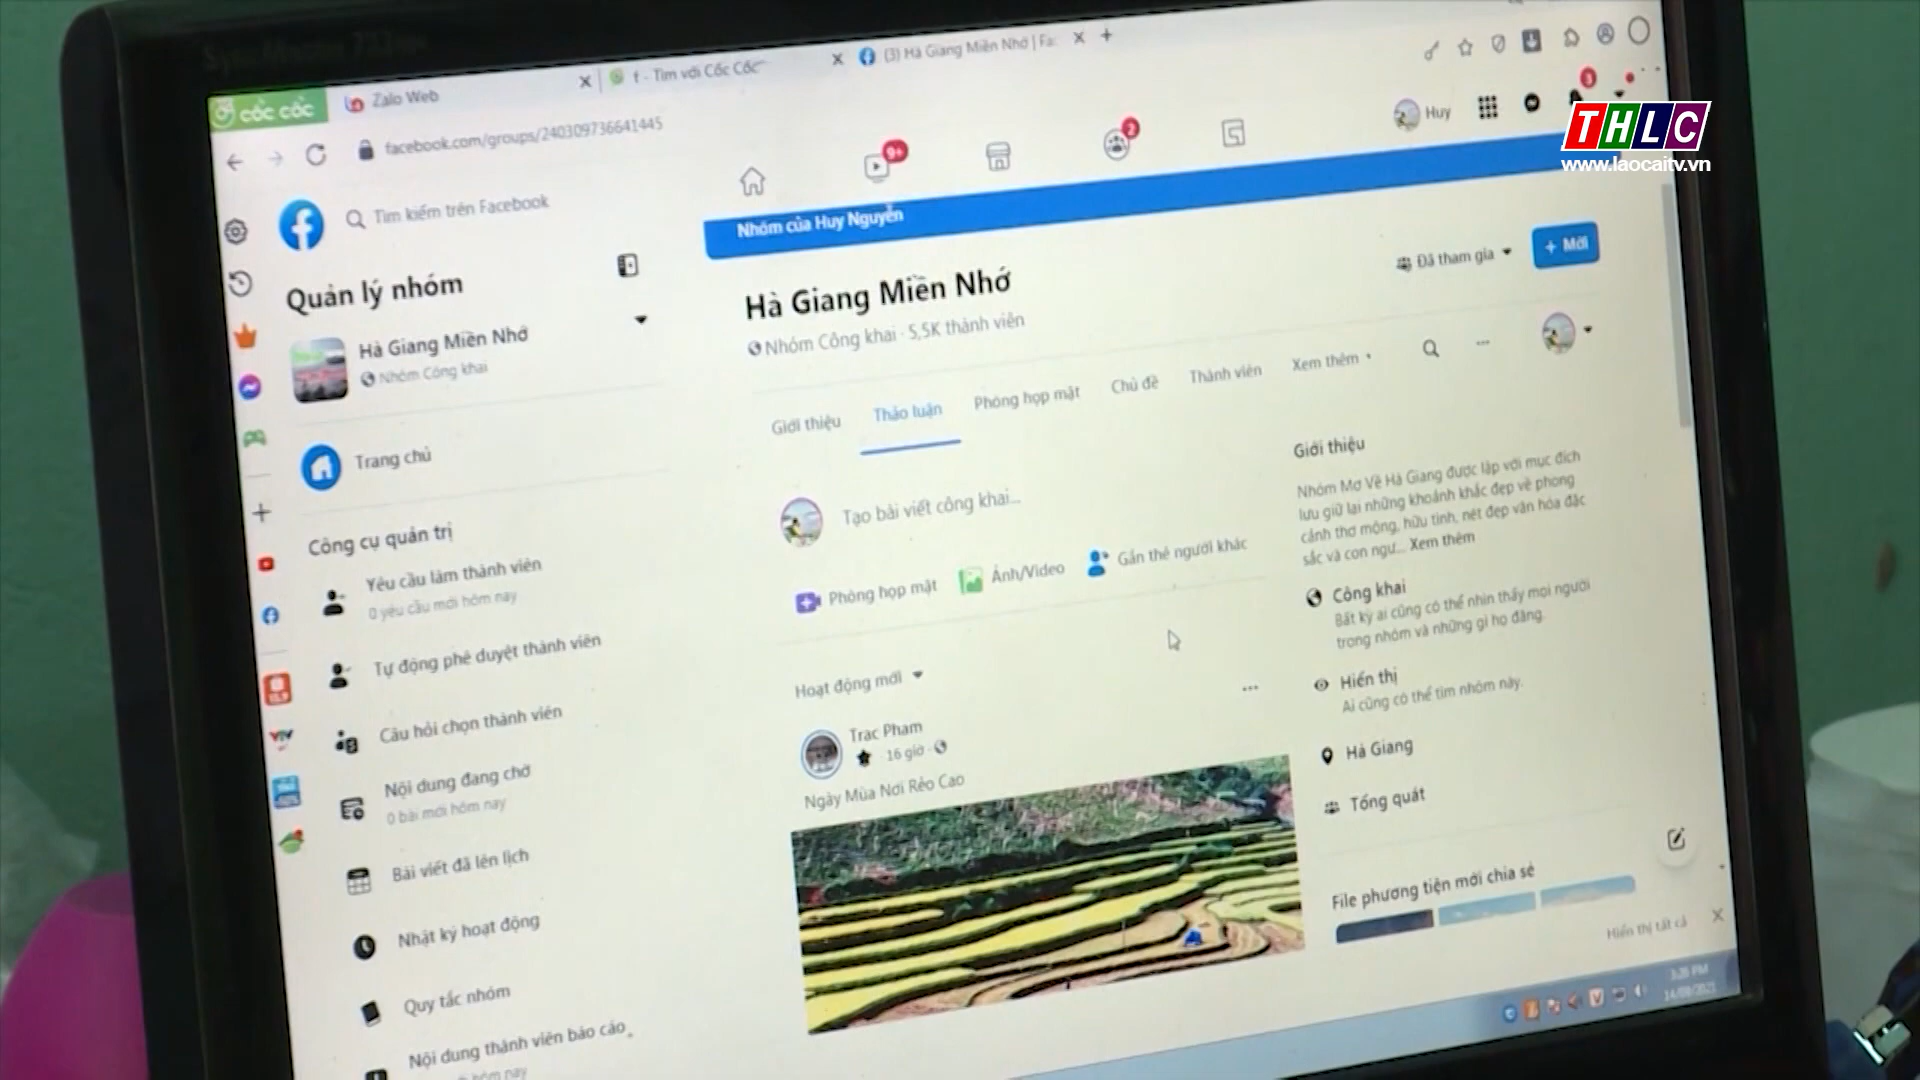 THLC
www.laocaitv.vn
CỐC CỐC
Zalo Web
t - Tìm với Cốc Cốc
(3) Hà Giang Miền Nhớ | Fa
facebook.com/groups/240309736641445
9+
2
Huy
3
Tìm kiếm trên Facebook
Quản lý nhóm
Hà Giang Miền Nhớ
Nhóm Công khai
Trang chủ
Công cụ quản trị
Yêu cầu làm thành viên
0 yêu cầu mới hôm nay
Tự động phê duyệt thành viên
Câu hỏi chọn thành viên
Nội dung đang chờ
0 bài mới hôm nay
Bài viết đã lên lịch
Nhật ký hoạt động
Quy tắc nhóm
Nội dung thành viên báo cáo
hôm nay
Nhóm của Huy Nguyễn
Hà Giang Miền Nhớ
Nhóm Công khai · 5,5K thành viên
Đã tham gia
+ Mời
Giới thiệu
Thảo luận
Phòng họp mặt
Chủ đề
Thành viên
Xem thêm
Tạo bài viết công khai...
Phòng họp mặt
Ảnh/Video
Gắn thẻ người khác
Hoạt động mới
Trac Pham
16 giờ ·
Ngày Mùa Nơi Rẻo Cao
Giới thiệu
Nhóm Mơ Về Hà Giang được lập với mục đích
lưu giữ lại những khoảnh khắc đẹp về phong
cảnh thơ mộng, hữu tình, nét đẹp văn hóa đặc
sắc và con ngư... Xem thêm
Công khai
Bất kỳ ai cũng có thể nhìn thấy mọi người
trong nhóm và những gì họ đăng.
Hiển thị
Ai cũng có thể tìm nhóm này.
Hà Giang
Tổng quát
File phương tiện mới chia sẻ
Hiển thị tất cả
VTV